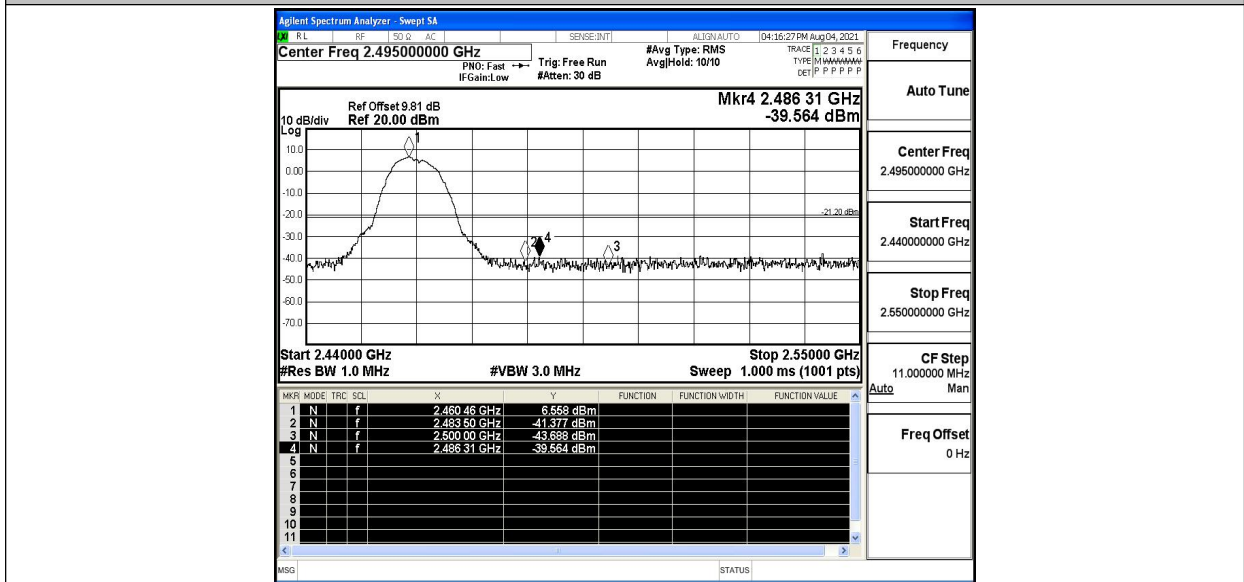 Agilent Spectrum Analyzer - Swept SA
RL RF 50 Ω AC SENSE:INT ALIGNAUTO 04:16:27 PM Aug 04, 2021
Center Freq 2.495000000 GHz
PNO: Fast
IFGain:Low
Trig: Free Run
#Atten: 30 dB
#Avg Type: RMS
Avg|Hold: 10/10
TRACE 1 2 3 4 5 6
TYPE MWWWWW
DET P P P P P P
Mkr4 2.486 31 GHz
-39.564 dBm
Ref Offset 9.81 dB
10 dB/div Ref 20.00 dBm
Log
1
10.0
0.00
-10.0
-20.0
-21.20 dBm
-30.0
2 4 3
-40.0
-50.0
-60.0
-70.0
Start 2.44000 GHz Stop 2.55000 GHz
#Res BW 1.0 MHz #VBW 3.0 MHz Sweep 1.000 ms (1001 pts)
MKR MODE TRC SCL X Y FUNCTION FUNCTION WIDTH FUNCTION VALUE
1 N f 2.460 46 GHz 6.558 dBm
2 N f 2.483 50 GHz -41.377 dBm
3 N f 2.500 00 GHz -43.688 dBm
4 N f 2.486 31 GHz -39.564 dBm
5
6
7
8
9
10
11
MSG STATUS
Frequency
Auto Tune
Center Freq
2.495000000 GHz
Start Freq
2.440000000 GHz
Stop Freq
2.550000000 GHz
CF Step
11.000000 MHz
Auto Man
Freq Offset
0 Hz